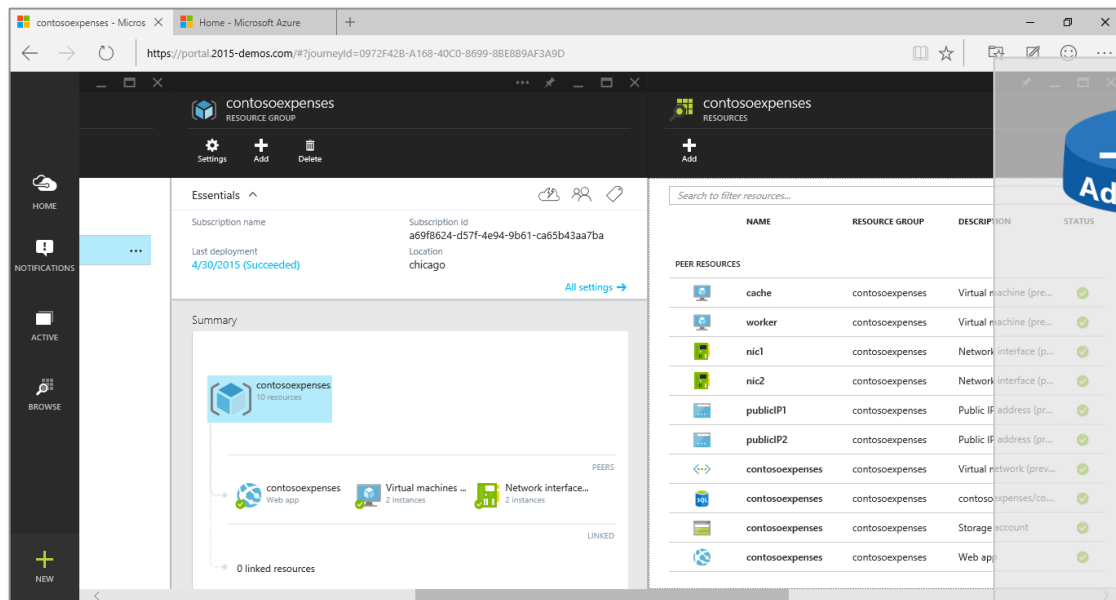 contosoexpenses - Micros
Home - Microsoft Azure
https://portal.2015-demos.com/#?journeyId=0972F42B-A168-40C0-8699-8BE8B9AF3A9D
HOME
NOTIFICATIONS
ACTIVE
BROWSE
NEW
contosoexpenses
RESOURCE GROUP
Settings Add Delete
Essentials
Subscription name
Subscription id
a69f8624-d57f-4e94-9b61-ca65b43aa7ba
Last deployment
4/30/2015 (Succeeded)
Location
chicago
All settings
Summary
contosoexpenses
10 resources
PEERS
contosoexpenses
Web app
Virtual machines ...
2 instances
Network interface...
2 instances
LINKED
0 linked resources
contosoexpenses
RESOURCES
Add
Ad
Search to filter resources...
NAME RESOURCE GROUP DESCRIPTION STATUS
PEER RESOURCES
cache contosoexpenses Virtual machine (pre...
worker contosoexpenses Virtual machine (pre...
nic1 contosoexpenses Network interface (p...
nic2 contosoexpenses Network interface (p...
publicIP1 contosoexpenses Public IP address (pr...
publicIP2 contosoexpenses Public IP address (pr...
contosoexpenses contosoexpenses Virtual network (prev...
SQL contosoexpenses contosoexpenses contosoexpenses/co...
contosoexpenses contosoexpenses Storage account
contosoexpenses contosoexpenses Web app